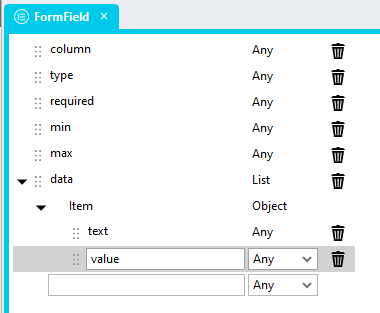 FormField ×
column Any
type Any
required Any
min Any
max Any
data List
Item Object
text Any
value Any
Any